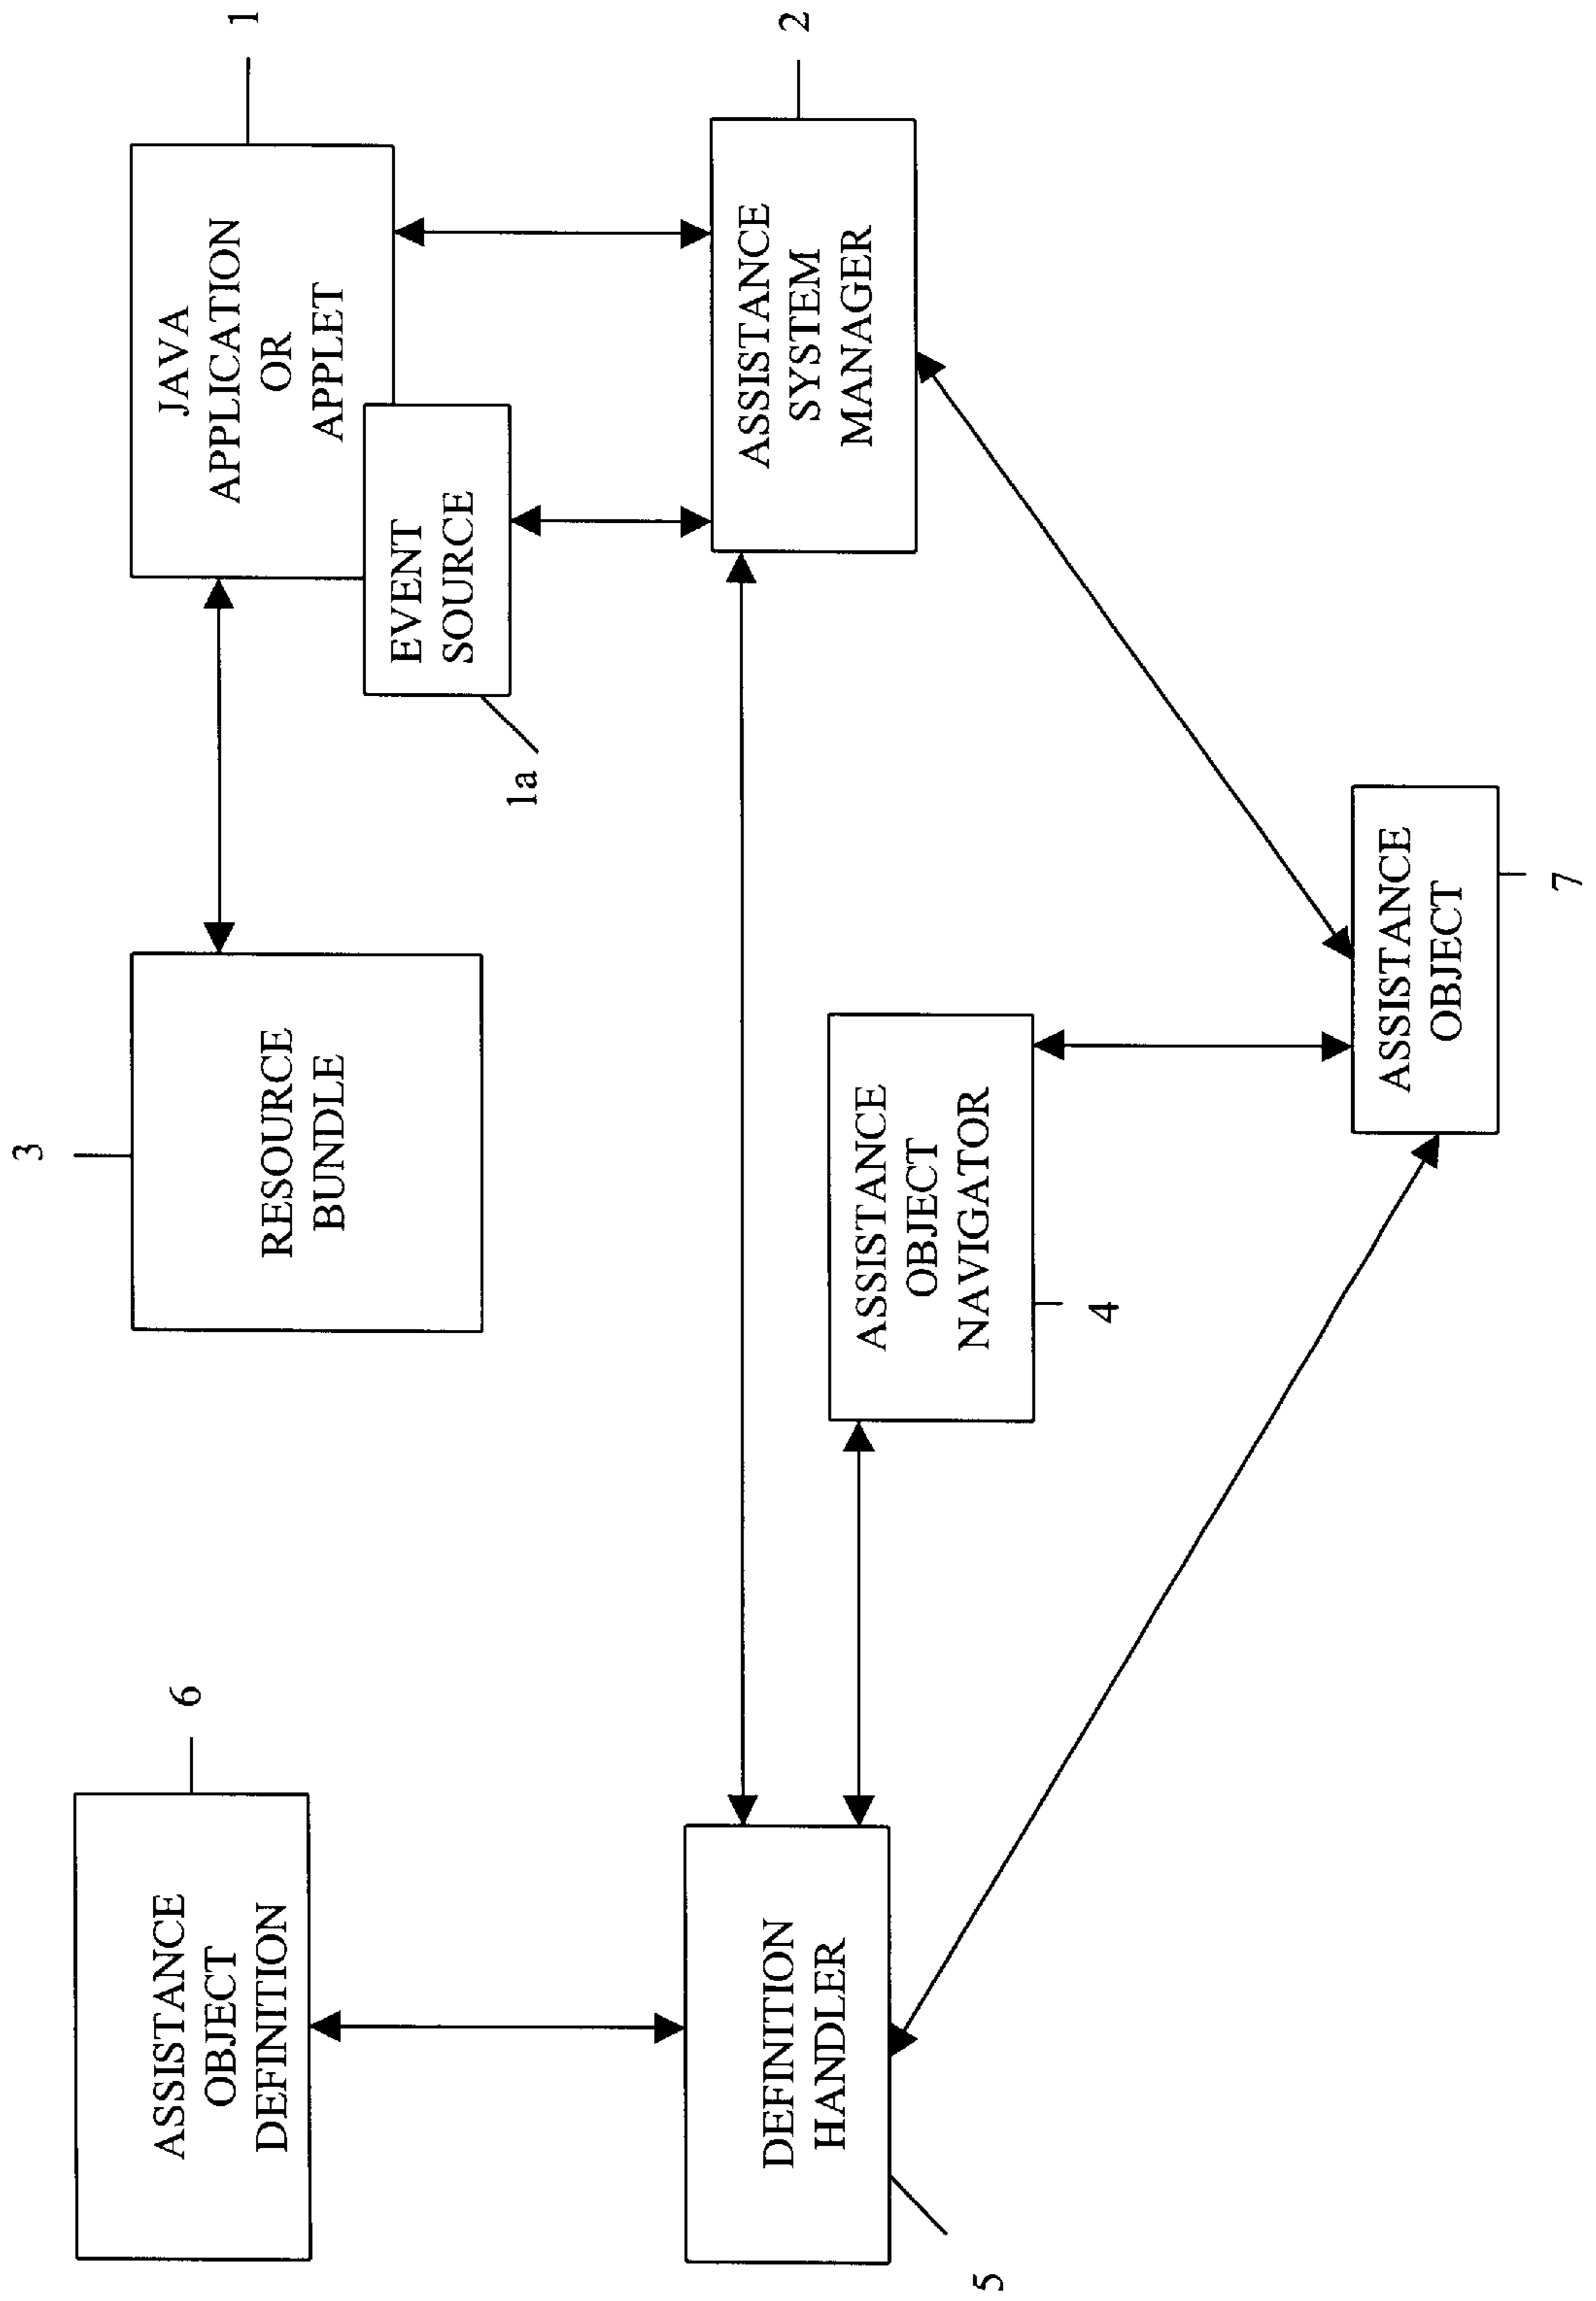 6
ASSISTANCE
OBJECT
DEFINITION
3
RESOURCE
BUNDLE
JAVA
APPLICATION
OR
APPLET
1
EVENT
SOURCE
1a
DEFINITION
HANDLER
5
ASSISTANCE
OBJECT
NAVIGATOR
4
ASSISTANCE
SYSTEM
MANAGER
2
ASSISTANCE
OBJECT
7